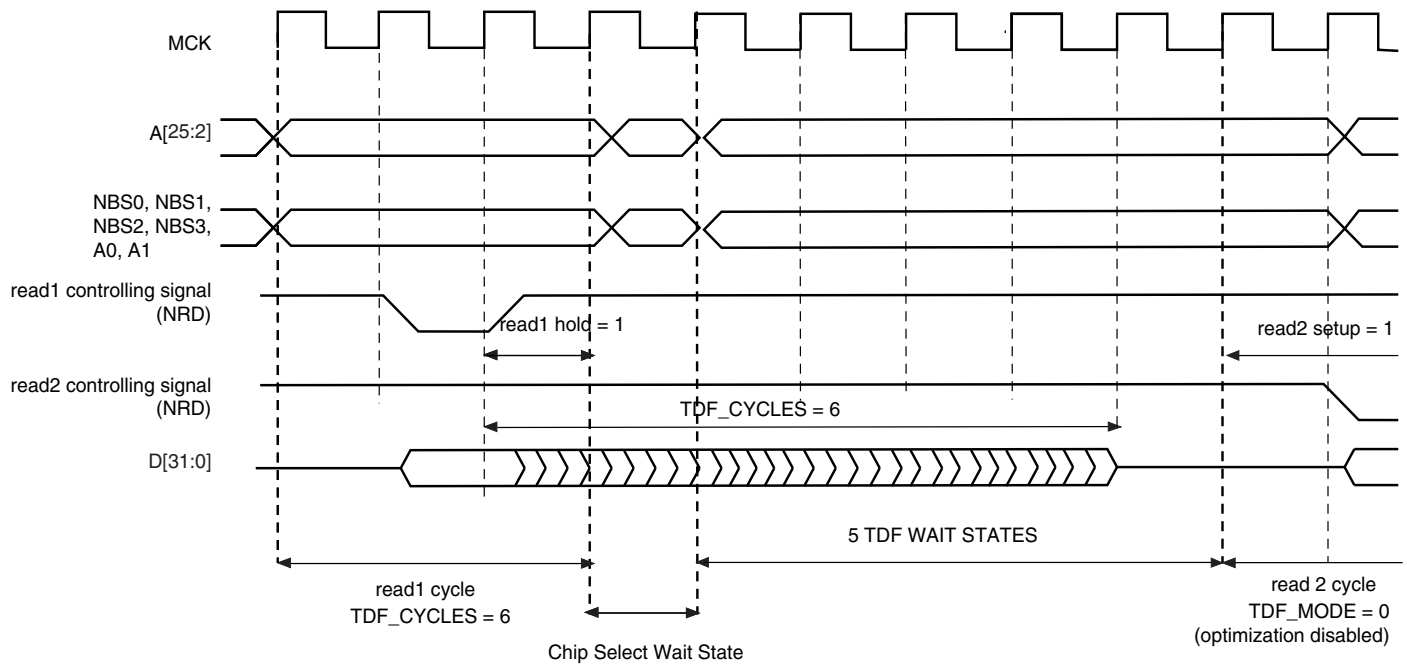 MCK
A[25:2]
NBS0, NBS1,
NBS2, NBS3,
A0, A1
read1 controlling signal
(NRD)
read1 hold = 1
read2 setup = 1
read2 controlling signal
(NRD)
TDF_CYCLES = 6
D[31:0]
5 TDF WAIT STATES
read1 cycle
TDF_CYCLES = 6
Chip Select Wait State
read 2 cycle
TDF_MODE = 0
(optimization disabled)